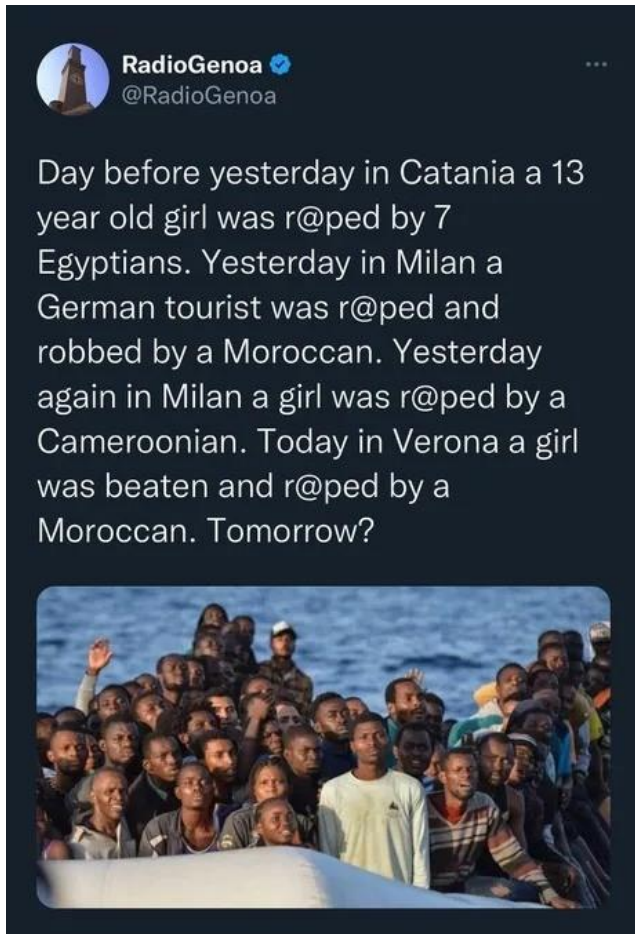 RadioGenoa
@RadioGenoa
Day before yesterday in Catania a 13
year old girl was r@ped by 7
Egyptians. Yesterday in Milan a
German tourist was r@ped and
robbed by a Moroccan. Yesterday
again in Milan a girl was r@ped by a
Cameroonian. Today in Verona a girl
was beaten and r@ped by a
Moroccan. Tomorrow?